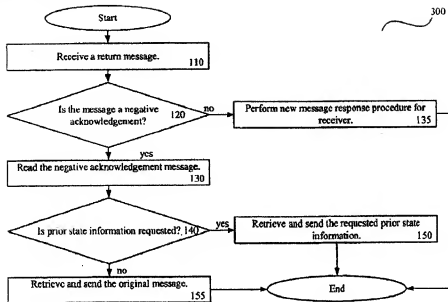 Start
300
Receive a return message.
110
Is the message a negative
acknowledgement?
120
no
Perform new message response procedure for
receiver.
135
yes
Read the negative acknowledgement message.
130
Is prior state information requested?
140
yes
Retrieve and send the requested prior state
information.
150
no
Retrieve and send the original message.
155
End